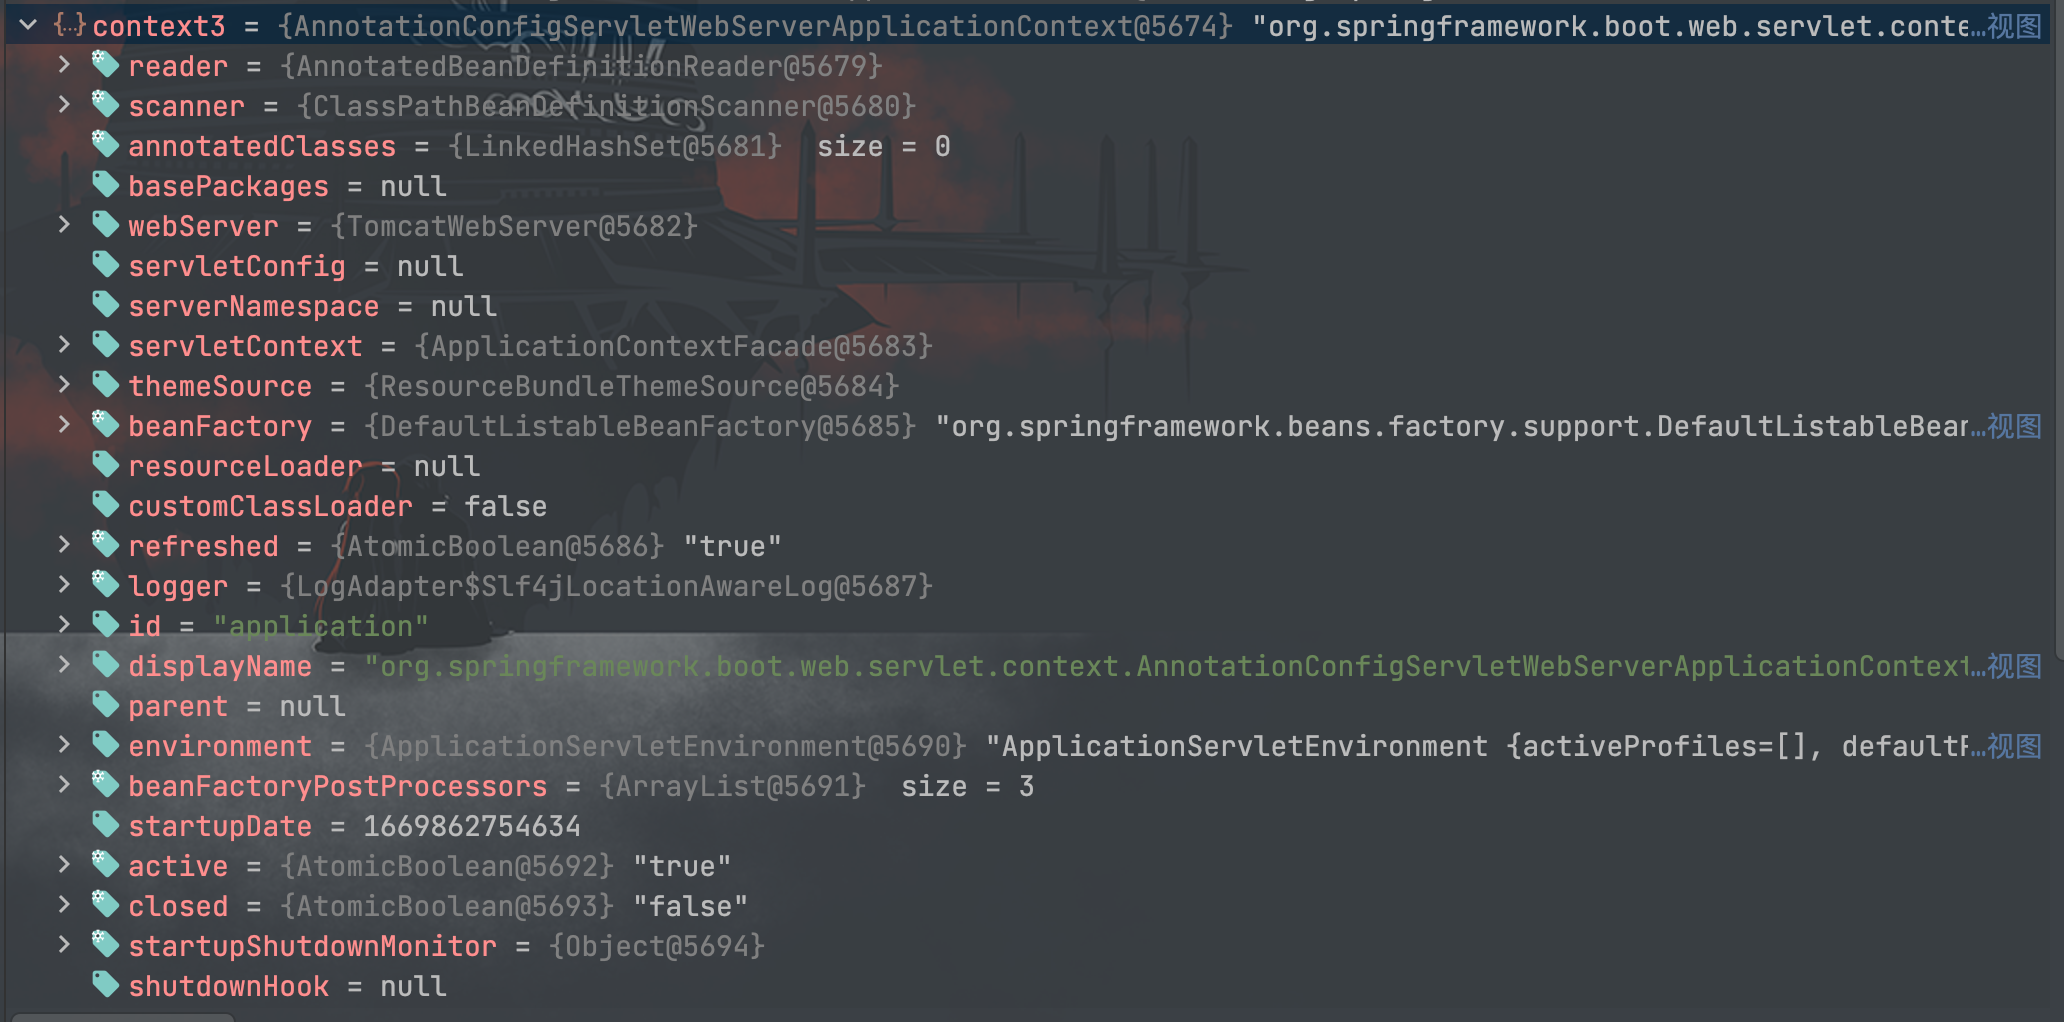 {...} context3 = {AnnotationConfigServletWebServerApplicationContext@5674} "org.springframework.boot.web.servlet.conte...视图
reader = {AnnotatedBeanDefinitionReader@5679}
scanner = {ClassPathBeanDefinitionScanner@5680}
annotatedClasses = {LinkedHashSet@5681} size = 0
basePackages = null
webServer = {TomcatWebServer@5682}
servletConfig = null
serverNamespace = null
servletContext = {ApplicationContextFacade@5683}
themeSource = {ResourceBundleThemeSource@5684}
beanFactory = {DefaultListableBeanFactory@5685} "org.springframework.beans.factory.support.DefaultListableBean...视图
resourceLoader = null
customClassLoader = false
refreshed = {AtomicBoolean@5686} "true"
logger = {LogAdapter$Slf4jLocationAwareLog@5687}
id = "application"
displayName = "org.springframework.boot.web.servlet.context.AnnotationConfigServletWebServerApplicationContext...视图
parent = null
environment = {ApplicationServletEnvironment@5690} "ApplicationServletEnvironment {activeProfiles=[], defaultP...视图
beanFactoryPostProcessors = {ArrayList@5691} size = 3
startupDate = 1669862754634
active = {AtomicBoolean@5692} "true"
closed = {AtomicBoolean@5693} "false"
startupShutdownMonitor = {Object@5694}
shutdownHook = null